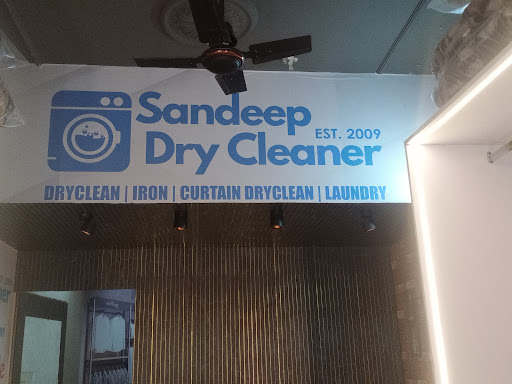 Sandeep
EST. 2009
Dry Cleaner
DRYCLEAN | IRON | CURTAIN DRYCLEAN | LAUNDRY